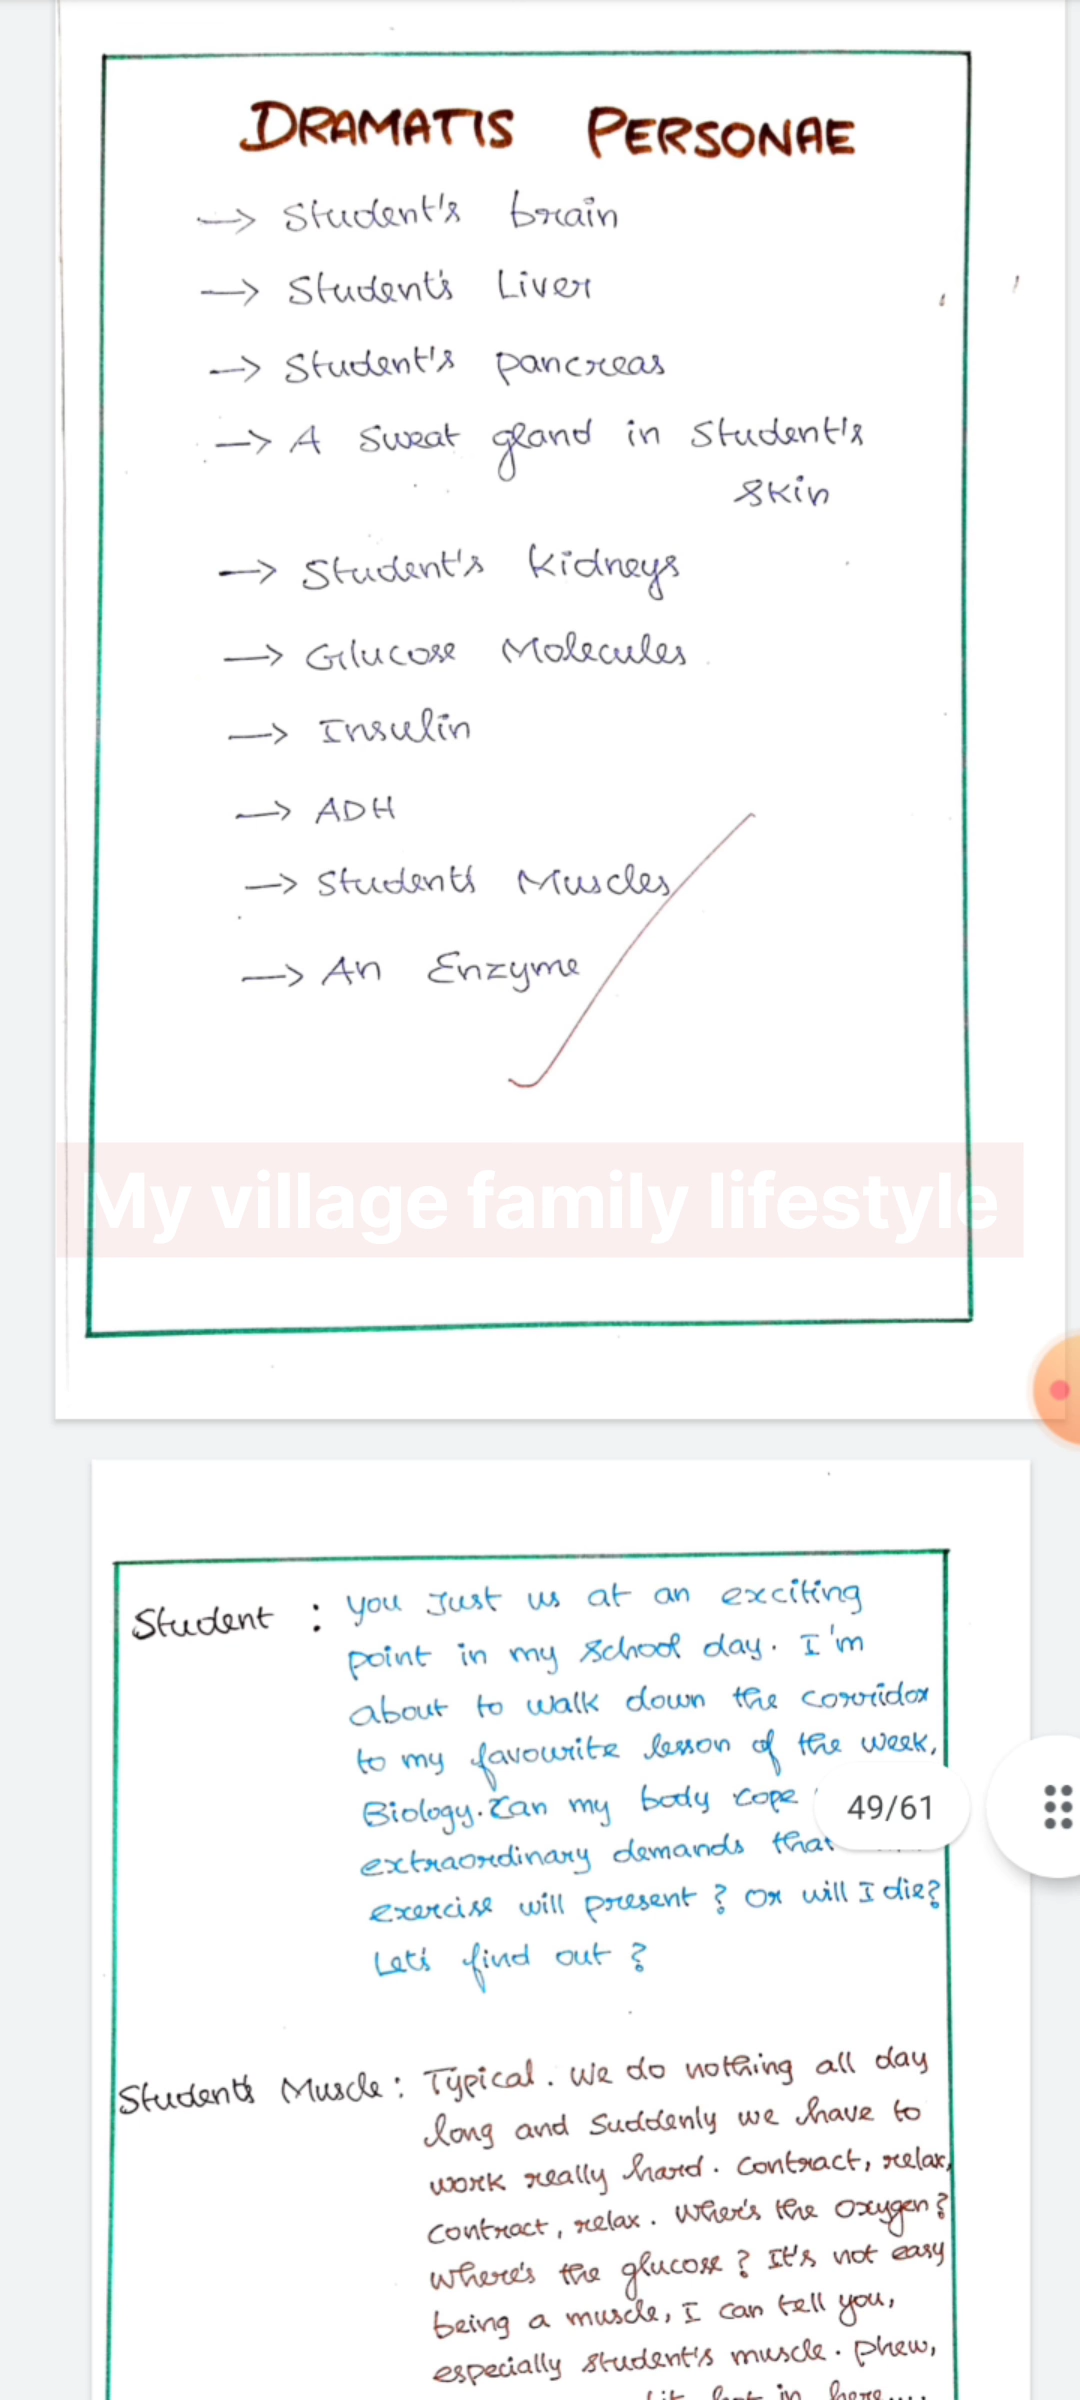 DRAMATIS PERSONAE
→ Student's brain
→ Student's Liver
→ Student's pancreas
→ A Sweat gland in Student's
skin
→ Student's kidneys
→ Glucose Molecules
→ Insulin
→ ADH
→ Student's Muscles
→ An Enzyme
My village family lifestyle
Student : you Just us at an exciting
point in my school day. I'm
about to walk down the corridor
to my favourite lesson of the week,
Biology. Can my body cope
49/61
extraordinary demands that
exercise will present ? Or will I die?
Let's find out ?
Student's Muscle : Typical. We do nothing all day
long and Suddenly we have to
work really hard. Contract, relax,
contract, relax. Wher's the Oxygen?
Where's the glucose ? It's not easy
being a muscle, I can tell you,
especially student's muscle. Phew,
in here...